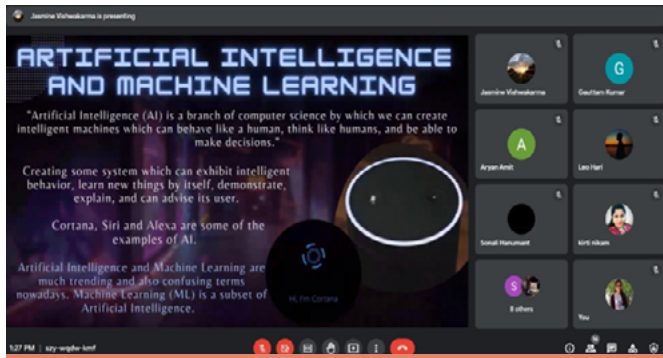 Jasmine Vishwakarma is presenting
ARTIFICIAL INTELLIGENCE
AND MACHINE LEARNING
"Artificial Intelligence (AI) is a branch of computer science by which we can create
intelligent machines which can behave like a human, think like humans, and be able to
make decisions."
Creating some system which can exhibit intelligent
behavior, learn new things by itself, demonstrate,
explain, and can advise its user.
Cortana, Siri and Alexa are some of the
examples of AI.
Artificial Intelligence and Machine Learning are
much trending and also confusing terms
nowadays. Machine Learning (ML) is a subset of
Artificial Intelligence.
Hi, I'm Cortana
Jasmine Vishwakarma
G
Gauttam Kumar
A
Aryan Amit
Leo Hari
Sonali Hanumant
kirti nikam
S
8 others
You
1:27 PM | szy-wqdw-kmf